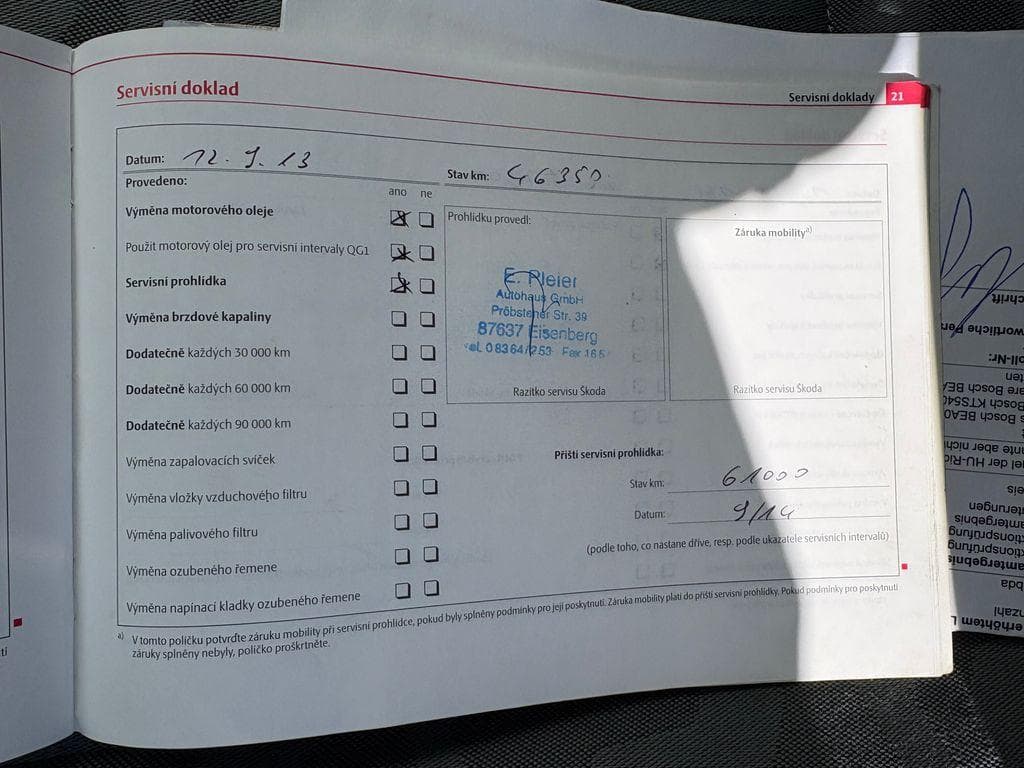 Servisní doklad
Servisní doklady 21
Datum: 12. 9. 13
Stav km: 46350
Provedeno:
ano ne
Výměna motorového oleje
Použit motorový olej pro servisní intervaly QG1
Servisní prohlídka
Výměna brzdové kapaliny
Dodatečně každých 30 000 km
Dodatečně každých 60 000 km
Dodatečně každých 90 000 km
Výměna zapalovacích svíček
Výměna vložky vzduchového filtru
Výměna palivového filtru
Výměna ozubeného řemene
Výměna napínací kladky ozubeného řemene
Prohlídku provedl:
Autohaus GmbH
Str. 39
87637 Eisenberg
Tel. 08364/253 Fax 165
Razítko servisu Škoda
Záruka mobility a)
Razítko servisu Škoda
Příští servisní prohlídka:
Stav km: 61000
Datum: 9/14
(podle toho, co nastane dříve, resp. podle ukazatele servisních intervalů)
a) V tomto políčku potvrďte záruku mobility při servisní prohlídce, pokud byly splněny podmínky pro její poskytnutí. Záruka mobility platí do příští servisní prohlídky. Pokud podmínky pro poskytnutí
záruky splněny nebyly, políčko proškrtněte.